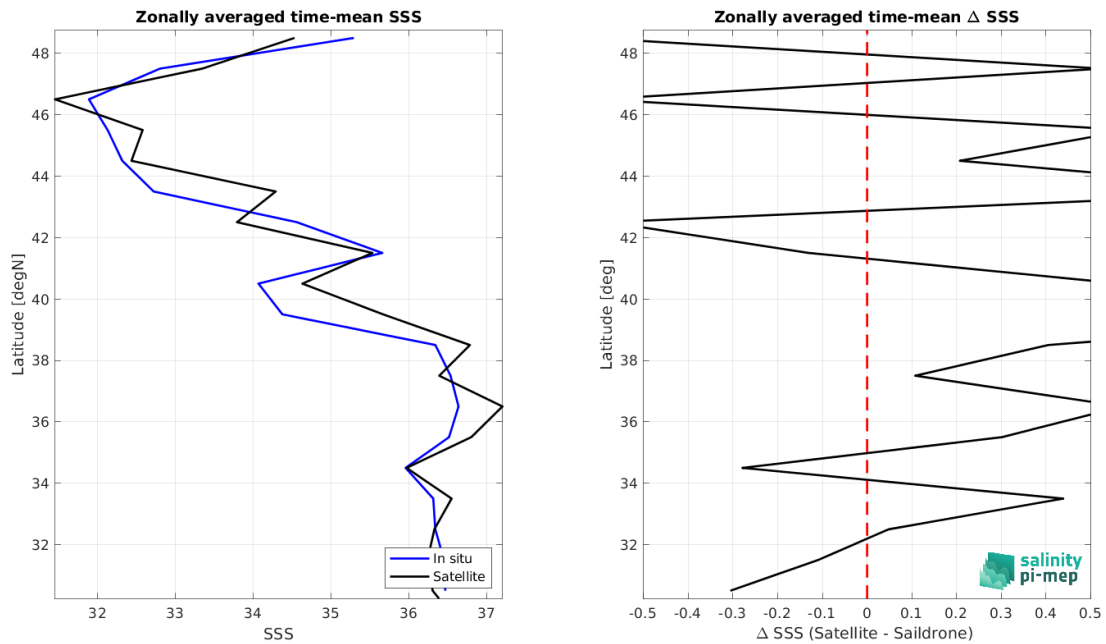 Zonally averaged time-mean SSS
48
46
44
42
40
38
36
34
32
Latitude [degN]
In situ
Satellite
32 33 34 35 36 37
SSS
Zonally averaged time-mean Δ SSS
48
46
44
42
40
38
36
34
32
Latitude [deg]
salinity
pi-mep
-0.5 -0.4 -0.3 -0.2 -0.1 0 0.1 0.2 0.3 0.4 0.5
Δ SSS (Satellite - Saildrone)